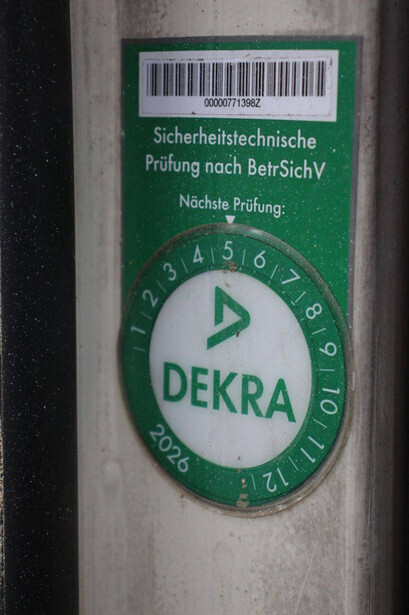 00000771398Z
Sicherheitstechnische
Prüfung nach BetrSichV
Nächste Prüfung:
1 2 3 4 5 6 7 8 9 10 11 12
DEKRA
2026